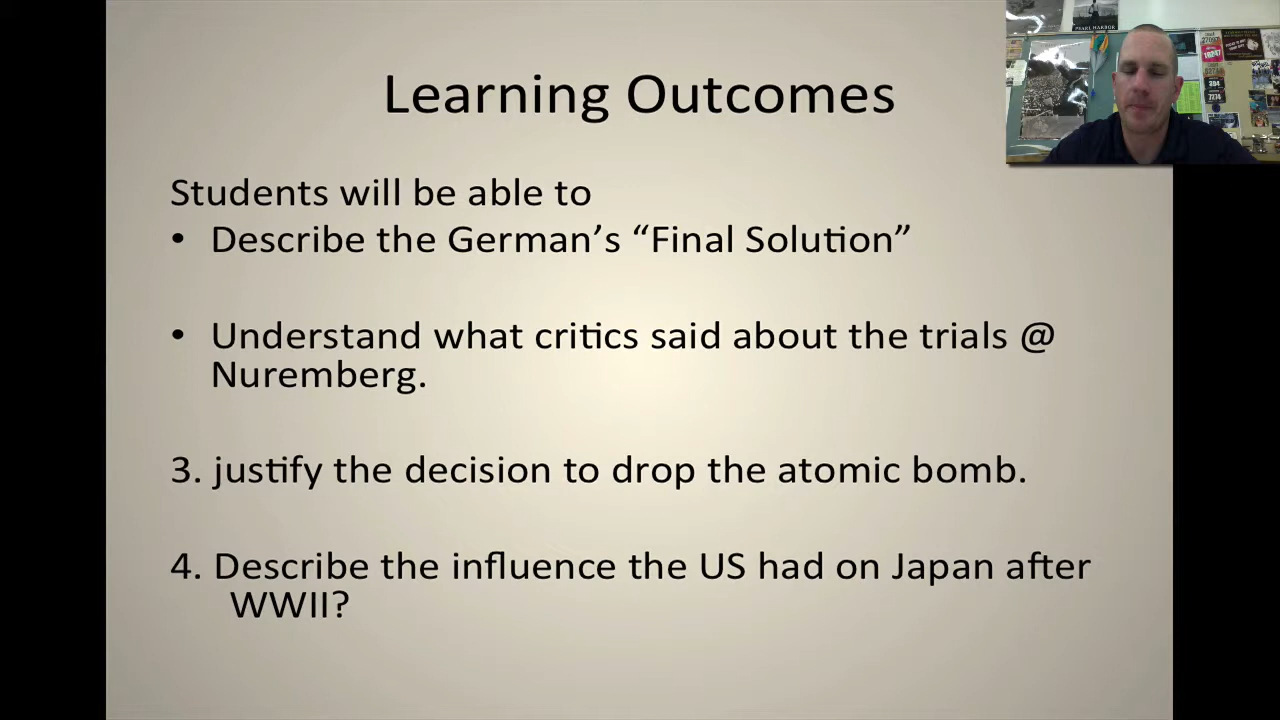 Learning Outcomes
Students will be able to
• Describe the German’s “Final Solution”
• Understand what critics said about the trials @
Nuremberg.
3. justify the decision to drop the atomic bomb.
4. Describe the influence the US had on Japan after
WWII?
PEARL HARBOR